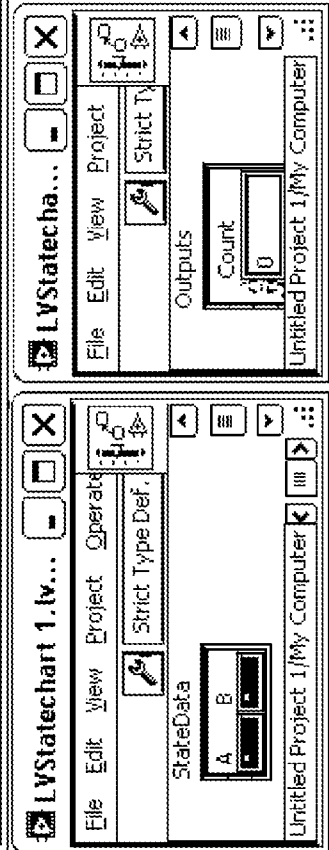 LVStatechart 1.lv...
File Edit View Project Operate
Strict Type Def.
StateData
A B
Untitled Project 1/My Computer
LVStatecha...
File Edit View Project
Strict Ty
Outputs
Count
0
Untitled Project 1/My Computer